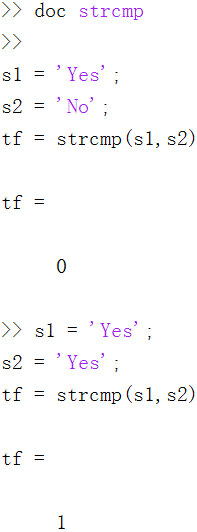 >> doc strcmp
>>
s1 = 'Yes';
s2 = 'No';
tf = strcmp(s1,s2)
tf =
0
>> s1 = 'Yes';
s2 = 'Yes';
tf = strcmp(s1,s2)
tf =
1